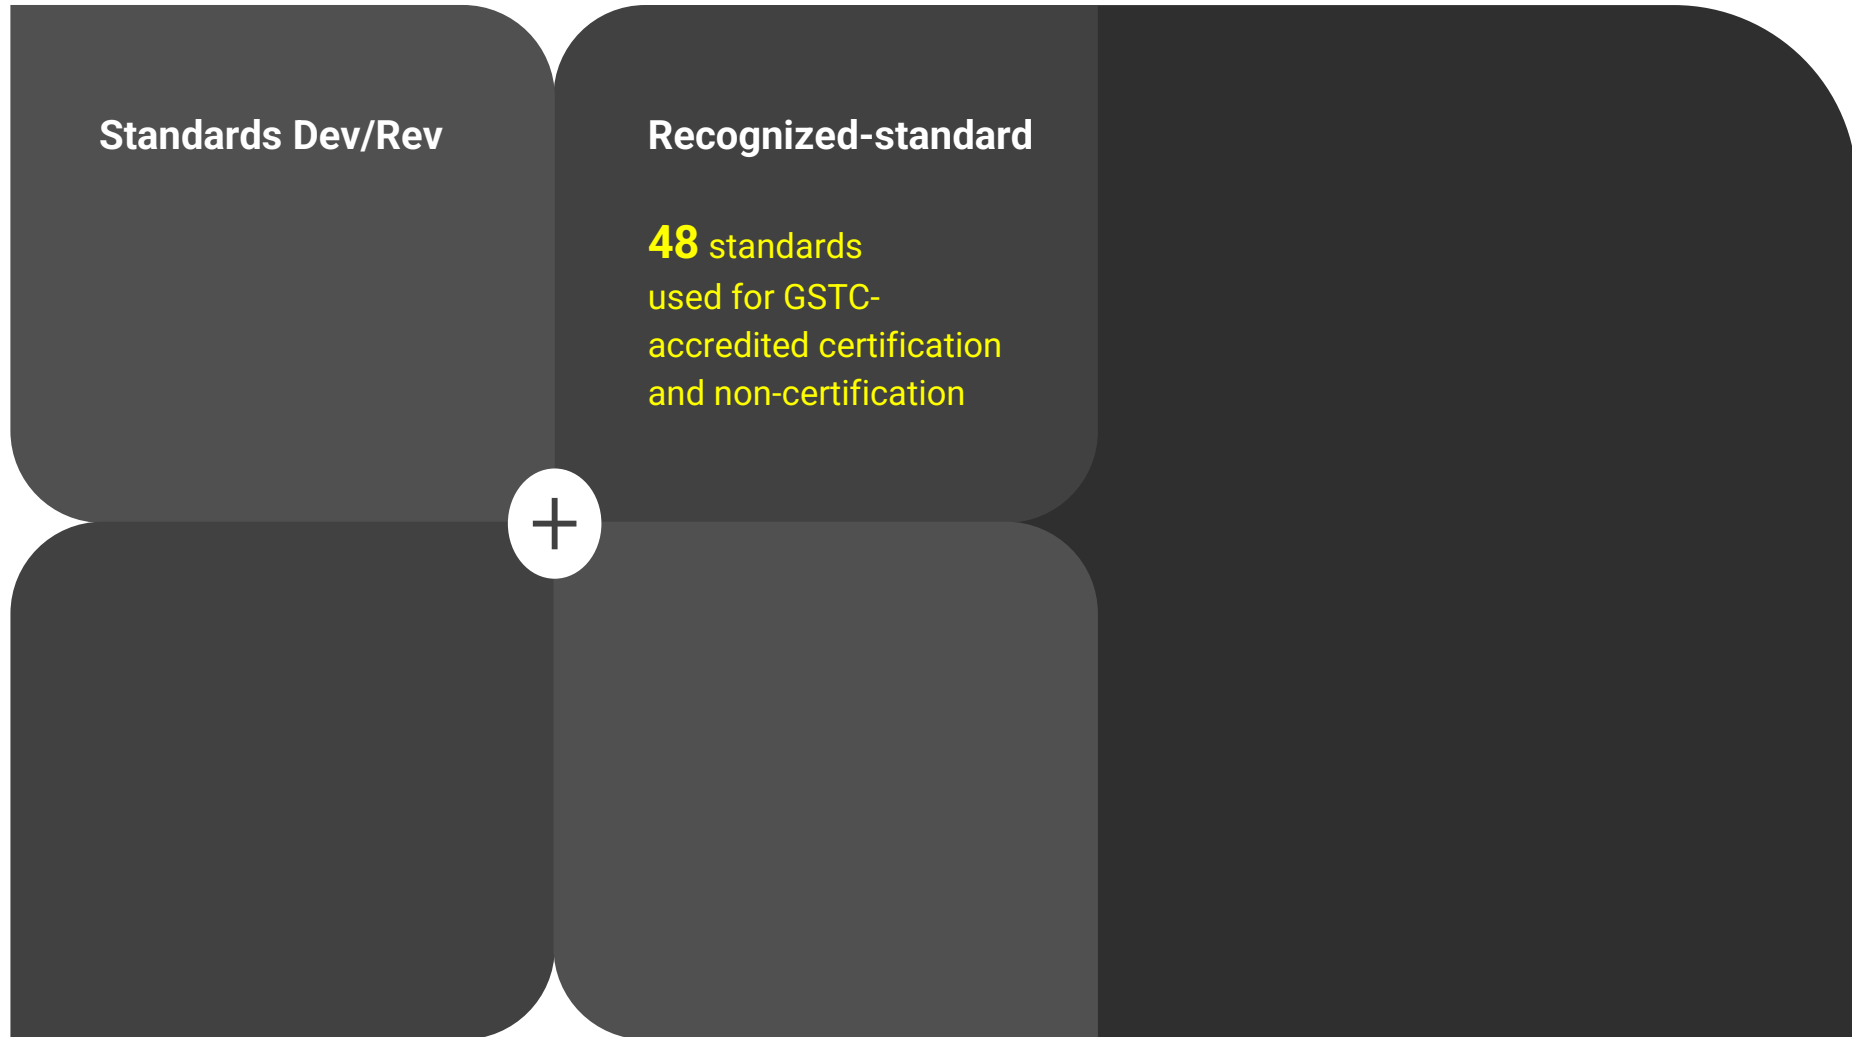 Standards Dev/Rev
Recognized-standard
48 standards
used for GSTC-
accredited certification
and non-certification